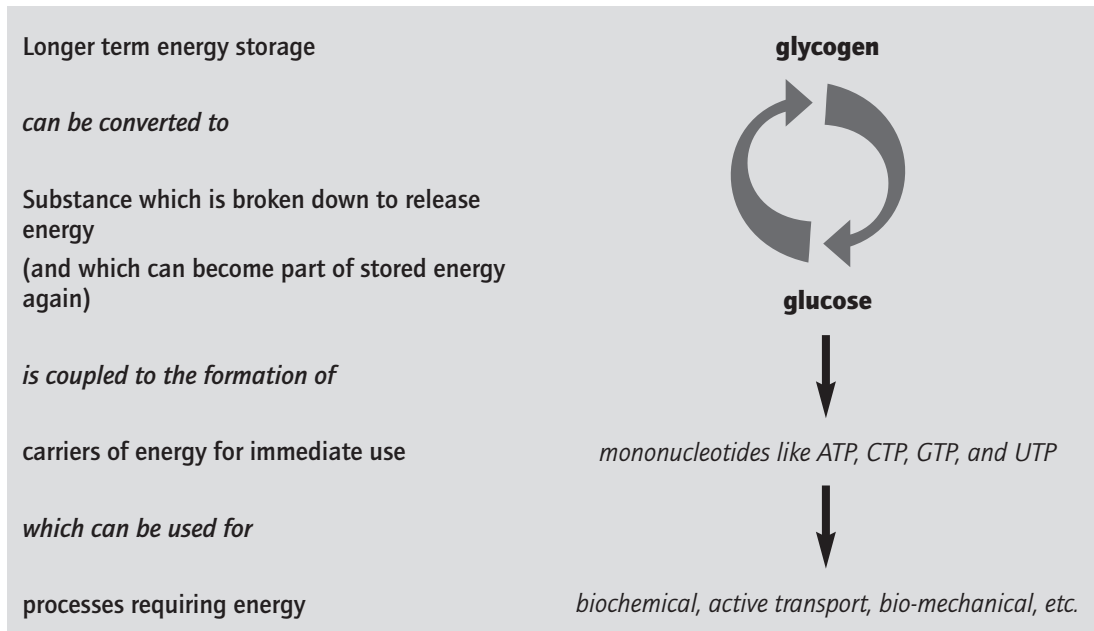 Longer term energy storage
glycogen
can be converted to
Substance which is broken down to release
energy
(and which can become part of stored energy
again)
glucose
is coupled to the formation of
carriers of energy for immediate use
mononucleotides like ATP, CTP, GTP, and UTP
which can be used for
processes requiring energy
biochemical, active transport, bio-mechanical, etc.